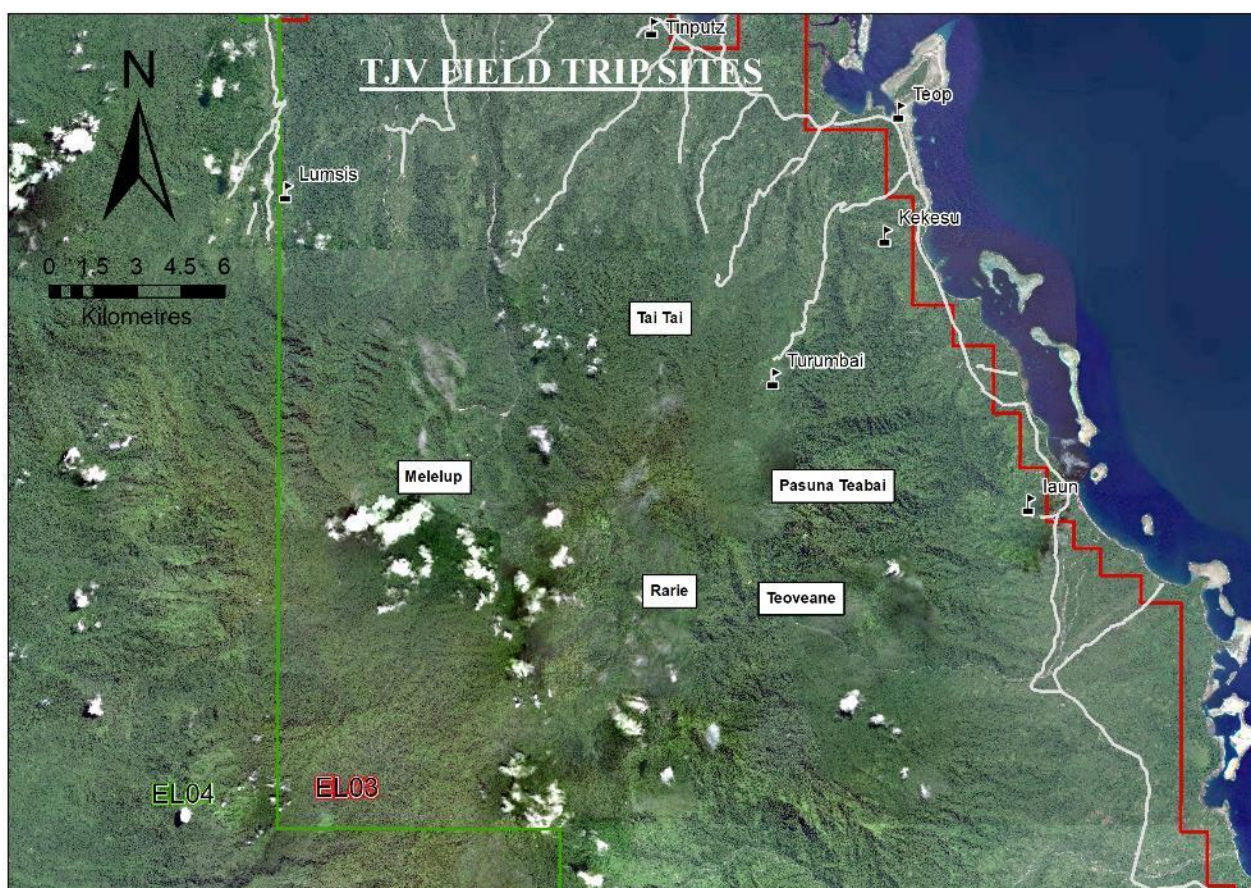 Tinputz
N
TJV FIELD TRIP SITES
Teop
Lumsis
Kekesu
0 1.5 3 4.5 6
Kilometres
Tai Tai
Turumbai
Melelup
Pasuna Teabai
Iaun
Rarie
Teoveane
EL04
EL03